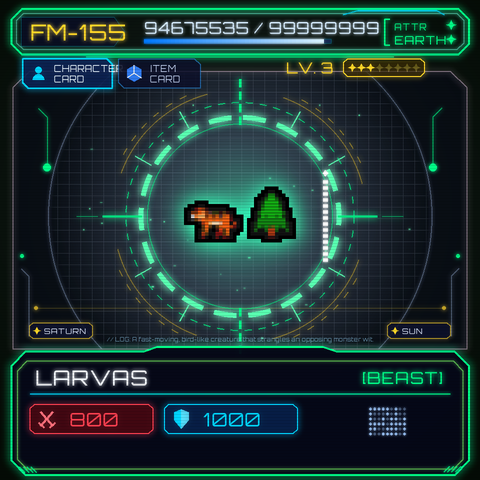 FM-155
94675535 / 99999999
ATTR
EARTH
CHARACTER
CARD
ITEM
CARD
LV. 3
SATURN
SUN
// LOG: A fast-moving, bird-like creature that strangles an opposing monster wit
LARVAS
[BEAST]
800
1000